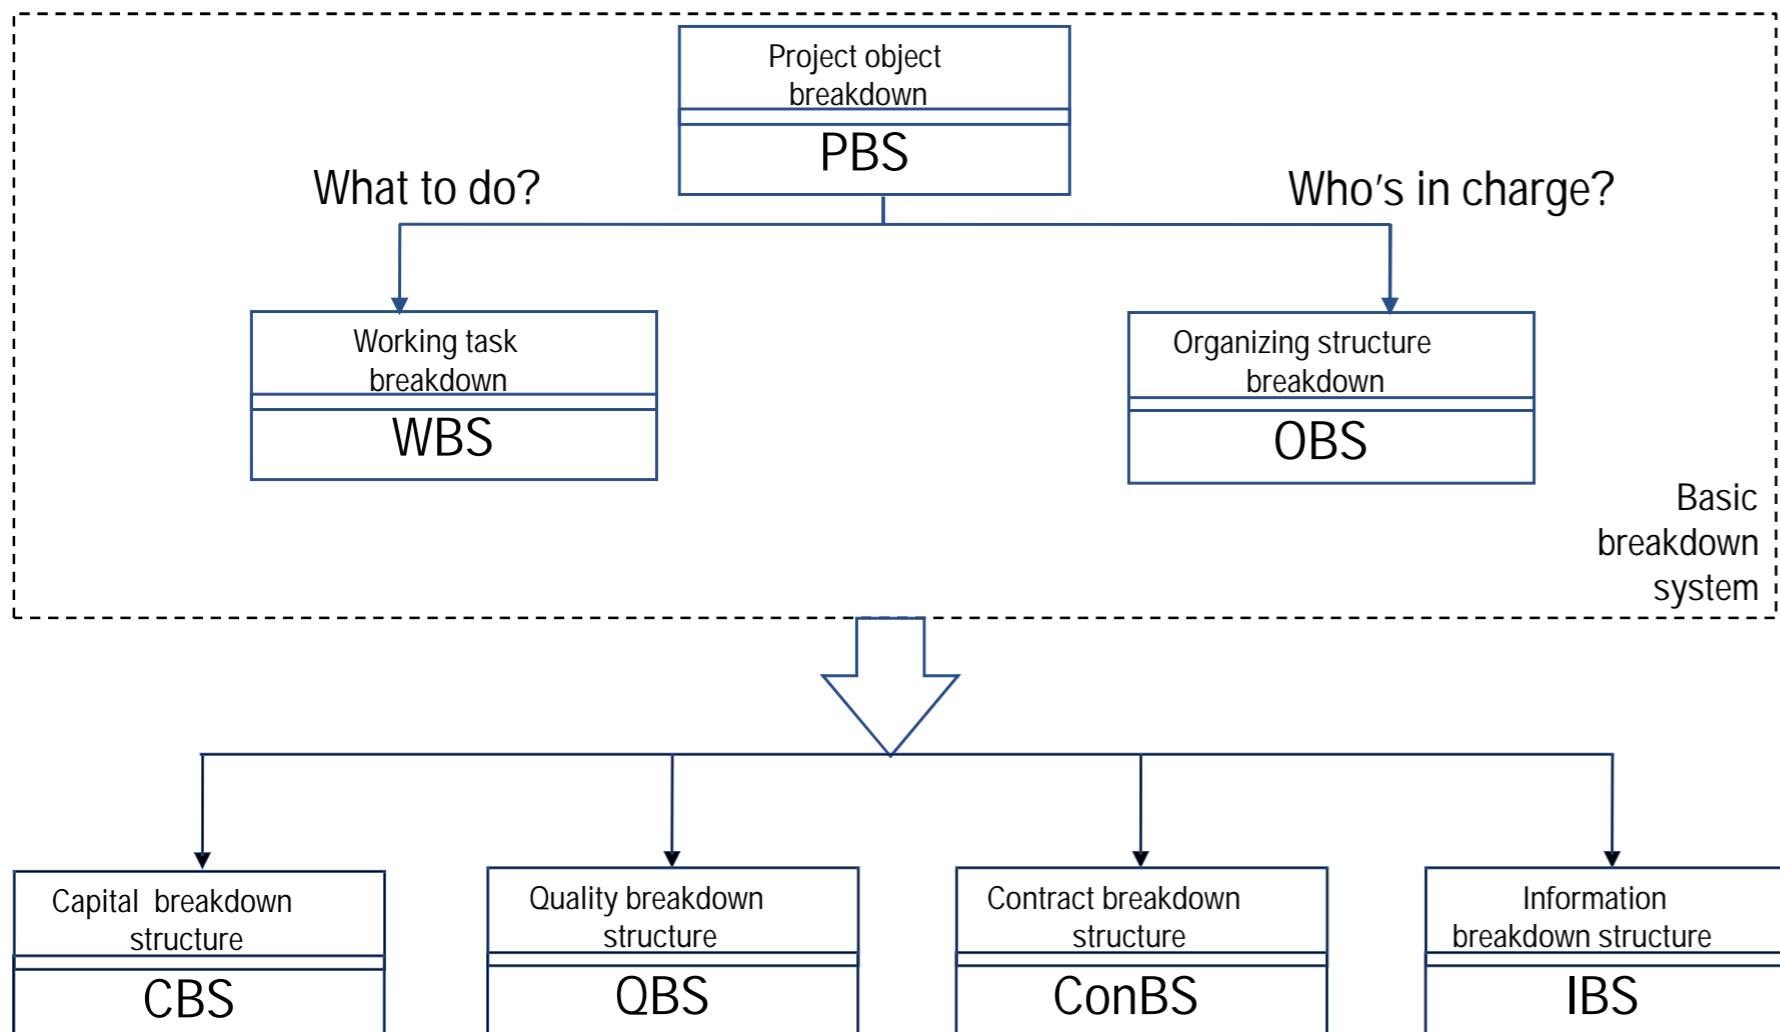 Project object
breakdown
PBS
What to do?
Who's in charge?
Working task
breakdown
WBS
Organizing structure
breakdown
OBS
Basic
breakdown
system
Capital breakdown
structure
CBS
Quality breakdown
structure
QBS
Contract breakdown
structure
ConBS
Information
breakdown structure
IBS